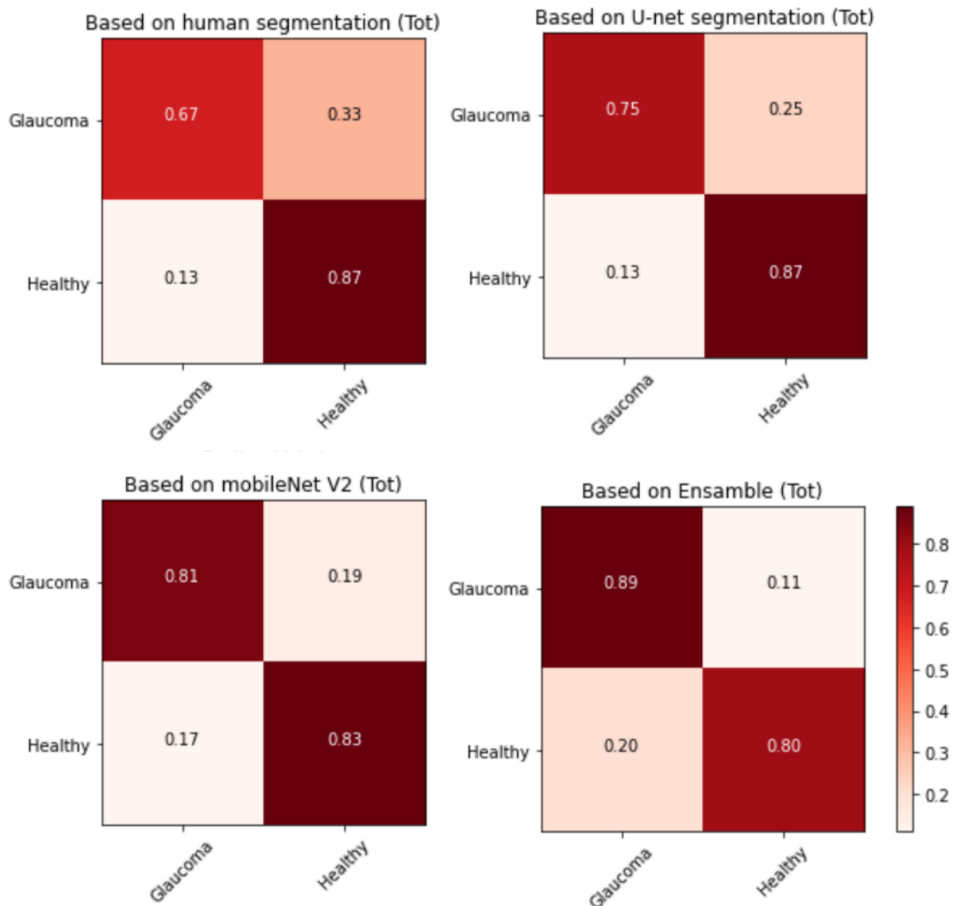 Based on human segmentation (Tot)
Glaucoma
0.67
0.33
Healthy
0.13
0.87
Glaucoma
Healthy
Based on U-net segmentation (Tot)
Glaucoma
0.75
0.25
Healthy
0.13
0.87
Glaucoma
Healthy
Based on mobileNet V2 (Tot)
Glaucoma
0.81
0.19
Healthy
0.17
0.83
Glaucoma
Healthy
Based on Ensamble (Tot)
Glaucoma
0.89
0.11
Healthy
0.20
0.80
Glaucoma
Healthy
0.8
0.7
0.6
0.5
0.4
0.3
0.2